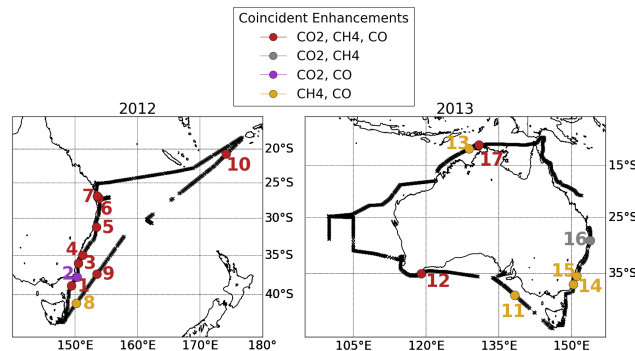 Coincident Enhancements
CO2, CH4, CO
CO2, CH4
CO2, CO
CH4, CO
2012
2013
20°S
25°S
30°S
35°S
40°S
150°E
160°E
170°E
180°
10
7
6
5
4
3
2
9
1
8
15°S
25°S
35°S
105°E
120°E
135°E
150°E
13
17
16
15
14
12
11